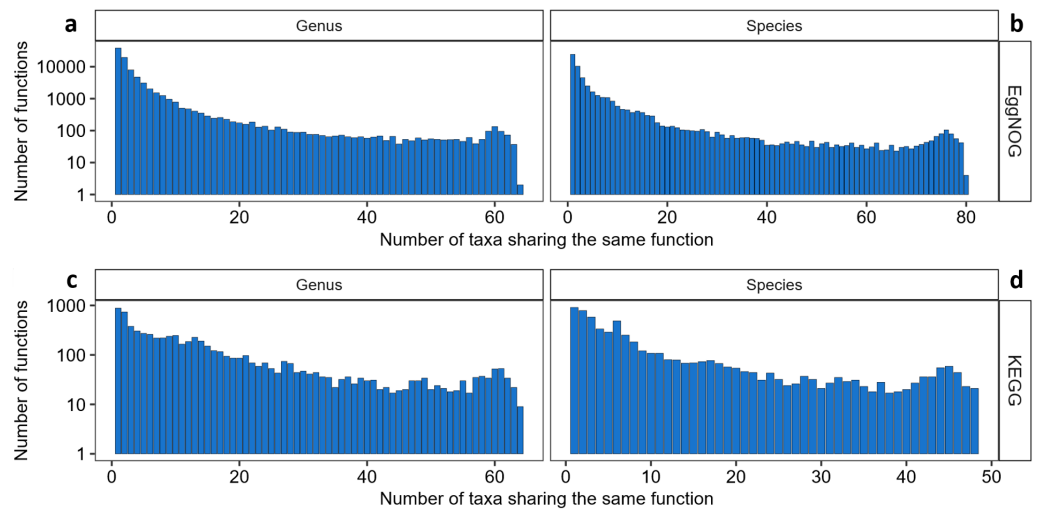 a
Genus
Species
b
Number of functions
10000
1000
100
10
1
EggNOG
0
20
40
60
0
20
40
60
80
Number of taxa sharing the same function
c
Genus
Species
d
Number of functions
1000
100
10
1
KEGG
0
20
40
60
0
10
20
30
40
50
Number of taxa sharing the same function